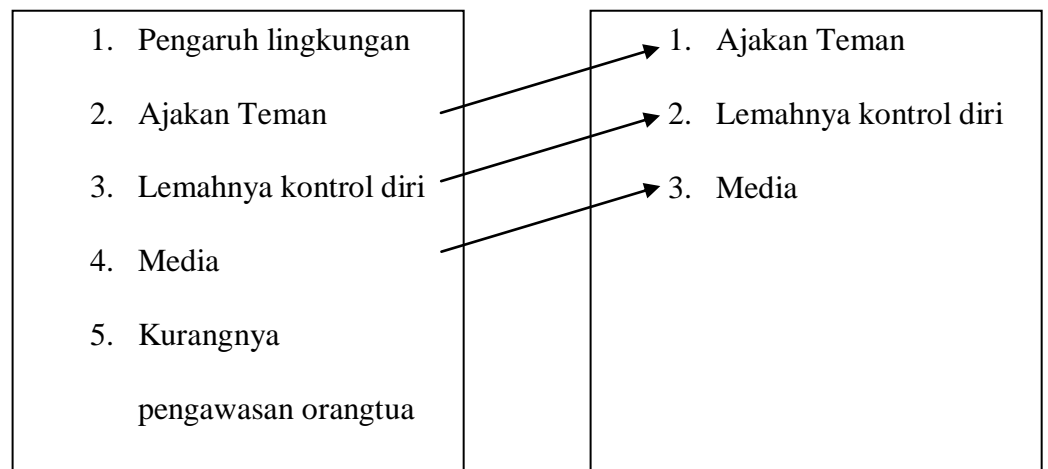 1. Pengaruh lingkungan
2. Ajakan Teman
3. Lemahnya kontrol diri
4. Media
5. Kurangnya
pengawasan orangtua
1. Ajakan Teman
2. Lemahnya kontrol diri
3. Media